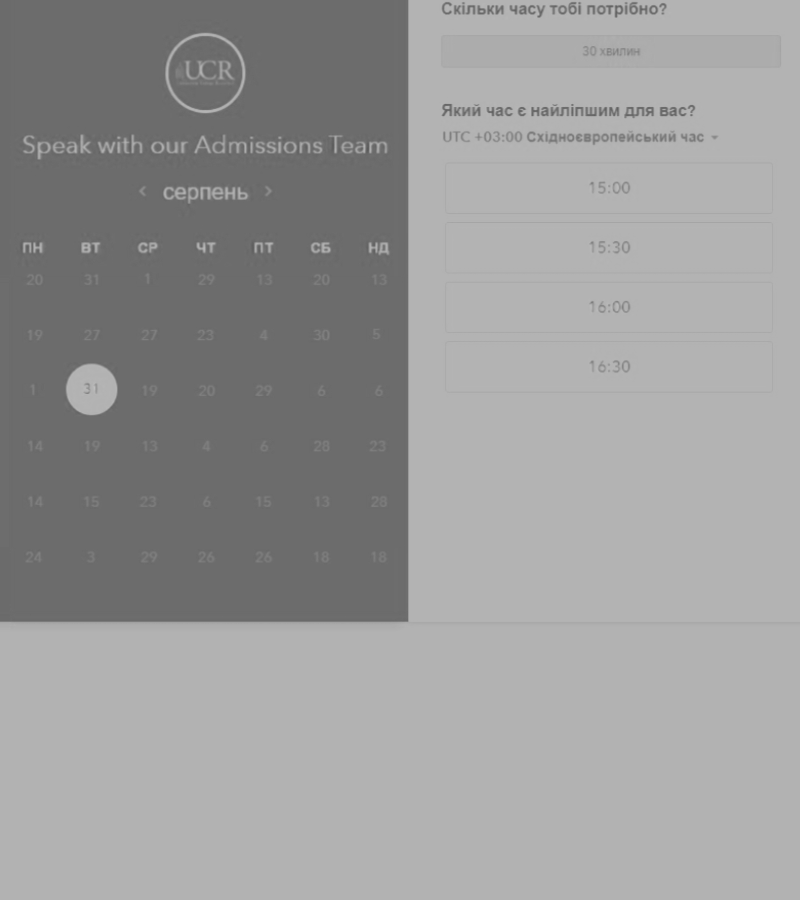 UCR
Speak with our Admissions Team
серпень
ПН ВТ СР ЧТ ПТ СБ НД
20 31 1 29 13 20 13
19 27 27 23 4 30 5
1 31 19 20 29 6 6
14 19 13 4 6 28 23
14 15 23 6 15 13 28
24 3 29 26 26 18 18
Скільки часу тобі потрібно?
30 хвилин
Який час є найліпшим для вас?
UTC +03:00 Східноєвропейський час
15:00
15:30
16:00
16:30